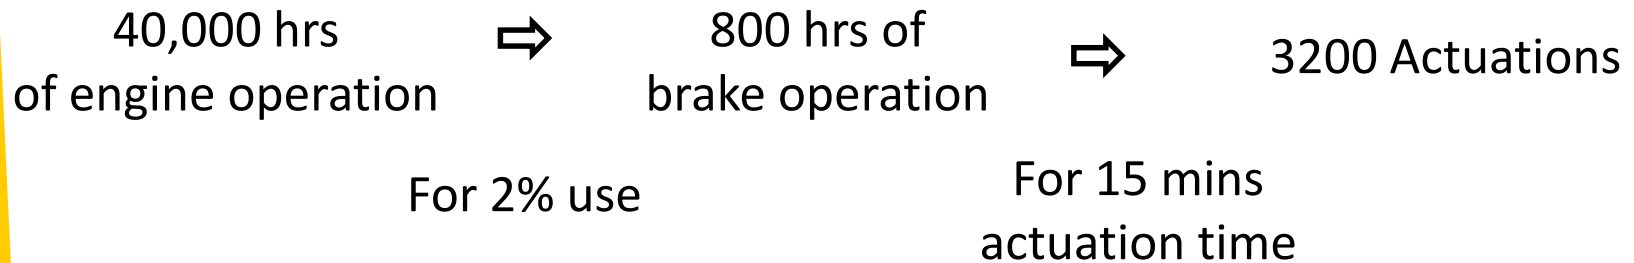 40,000 hrs
of engine operation
⇨
For 2% use
800 hrs of
brake operation
⇨
For 15 mins
actuation time
3200 Actuations